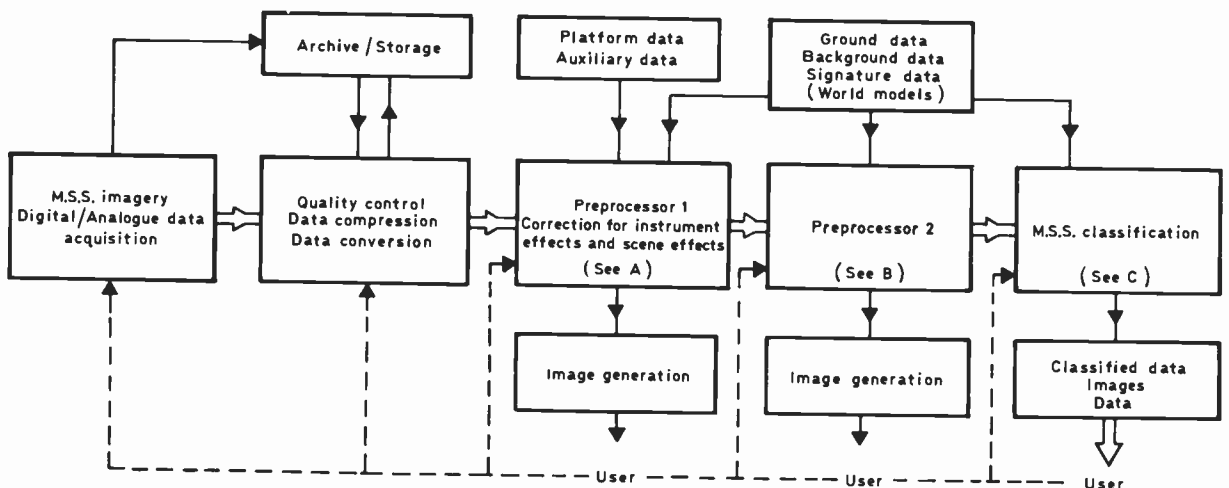 Archive/Storage
Platform data
Auxiliary data
Ground data
Background data
Signature data
(World models)
M.S.S. imagery
Digital/Analogue data
acquisition
Quality control
Data compression
Data conversion
Preprocessor 1
Correction for instrument
effects and scene effects
(See A)
Preprocessor 2
(See B)
M.S.S. classification
(See C)
Image generation
Image generation
Classified data
Images
Data
User
User
User